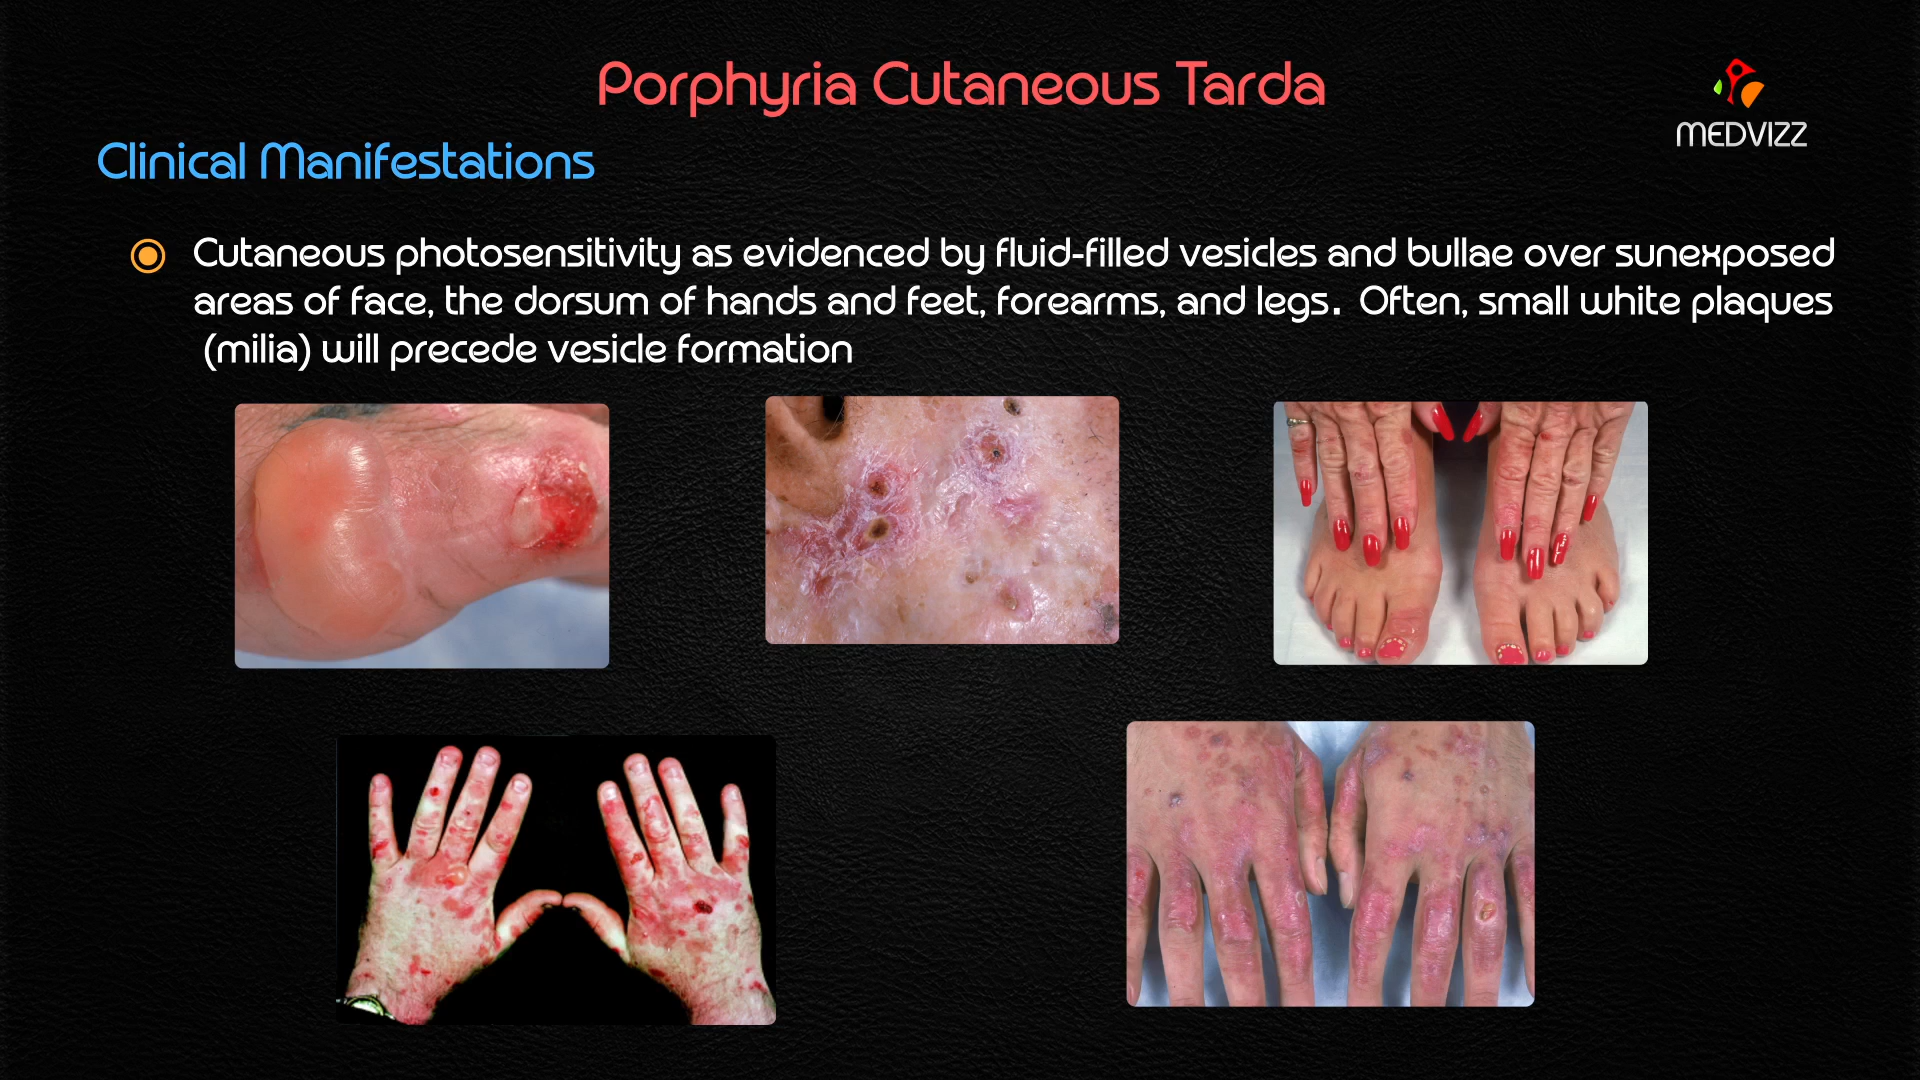 Porphyria Cutaneous Tarda
MEDVIZZ
Clinical Manifestations
Cutaneous photosensitivity as evidenced by fluid-filled vesicles and bullae over sunexposed
areas of face, the dorsum of hands and feet, forearms, and legs. Often, small white plaques
(milia) will precede vesicle formation